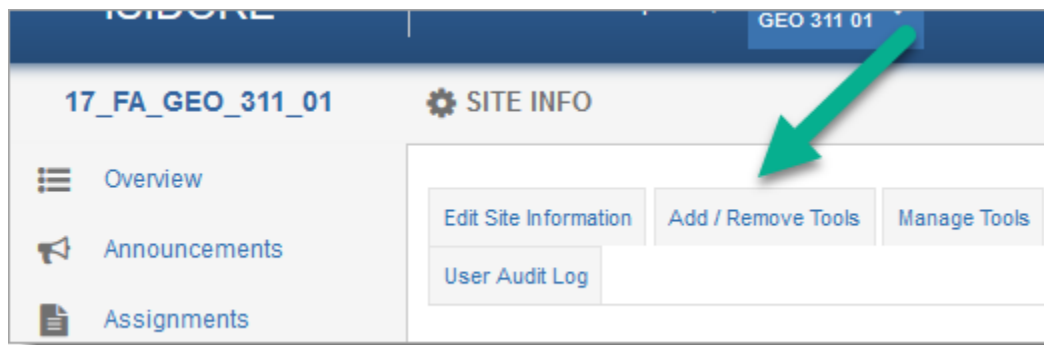 ISIDORE
GEO 311 01
17_FA_GEO_311_01
SITE INFO
Overview
Announcements
Assignments
Edit Site Information
Add / Remove Tools
Manage Tools
User Audit Log